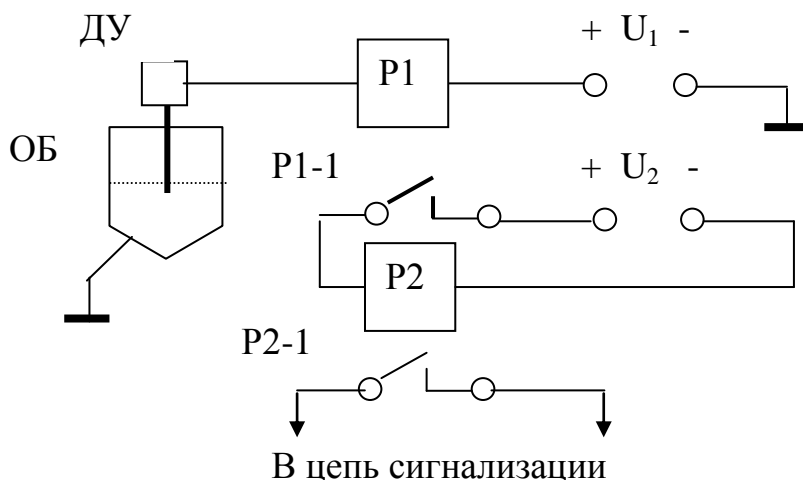 ДУ
P1
+ U₁ -
ОБ
P1-1
+ U₂ -
P2
P2-1
В цепь сигнализации